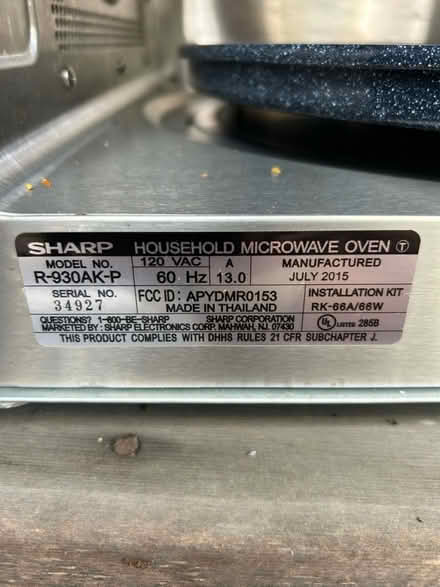 SHARP HOUSEHOLD MICROWAVE OVEN T
MODEL NO. 120 VAC A MANUFACTURED
R-930AK-P 60 Hz 13.0 JULY 2015
SERIAL NO. FCC ID: APYDMR0153 INSTALLATION KIT
34927 MADE IN THAILAND RK-66A/66W
QUESTIONS? 1-800-BE-SHARP SHARP CORPORATION UL LISTED 285B
MARKETED BY: SHARP ELECTRONICS CORP. MAHWAH, N.J. 07430
THIS PRODUCT COMPLIES WITH DHHS RULES 21 CFR SUBCHAPTER J.